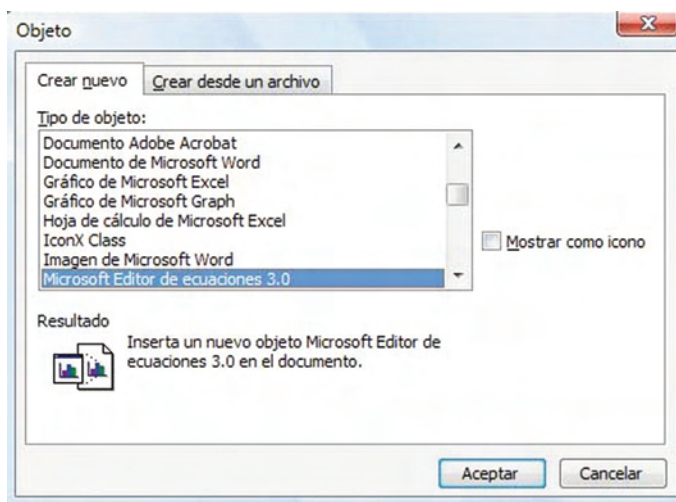 Objeto
Crear nuevo
Crear desde un archivo
Tipo de objeto:
Documento Adobe Acrobat
Documento de Microsoft Word
Gráfico de Microsoft Excel
Gráfico de Microsoft Graph
Hoja de cálculo de Microsoft Excel
IconX Class
Imagen de Microsoft Word
Microsoft Editor de ecuaciones 3.0
Mostrar como icono
Resultado
Inserta un nuevo objeto Microsoft Editor de
ecuaciones 3.0 en el documento.
Aceptar
Cancelar